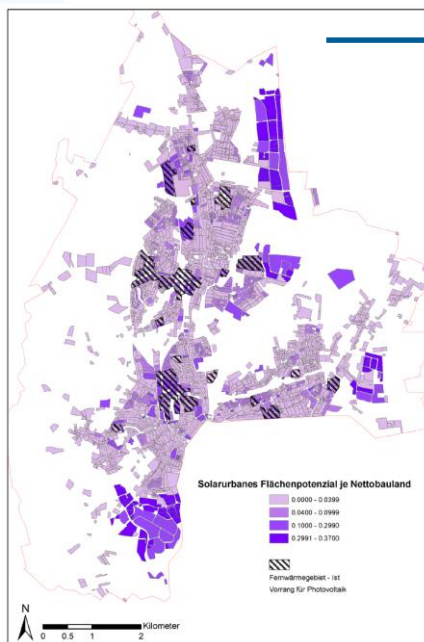 Solarurbanes Flächenpotenzial je Nettobauland
0.0000 - 0.0399
0.0400 - 0.0999
0.1000 - 0.2990
0.2991 - 0.3700
Fernwärmegebiet - Ist
Vorrang für Photovoltaik
N
0 0.5 1 2
Kilometer